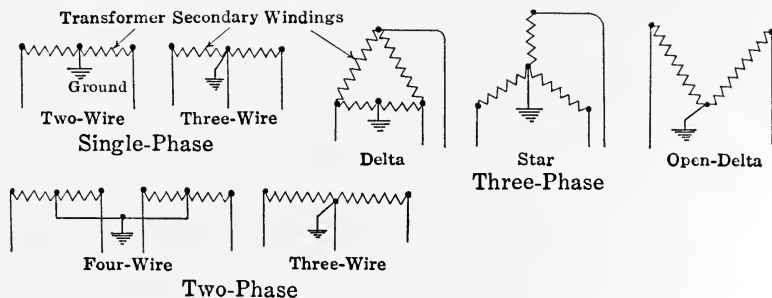 Transformer Secondary Windings
Ground
Two-Wire
Three-Wire
Single-Phase
Delta
Star
Open-Delta
Three-Phase
Four-Wire
Three-Wire
Two-Phase